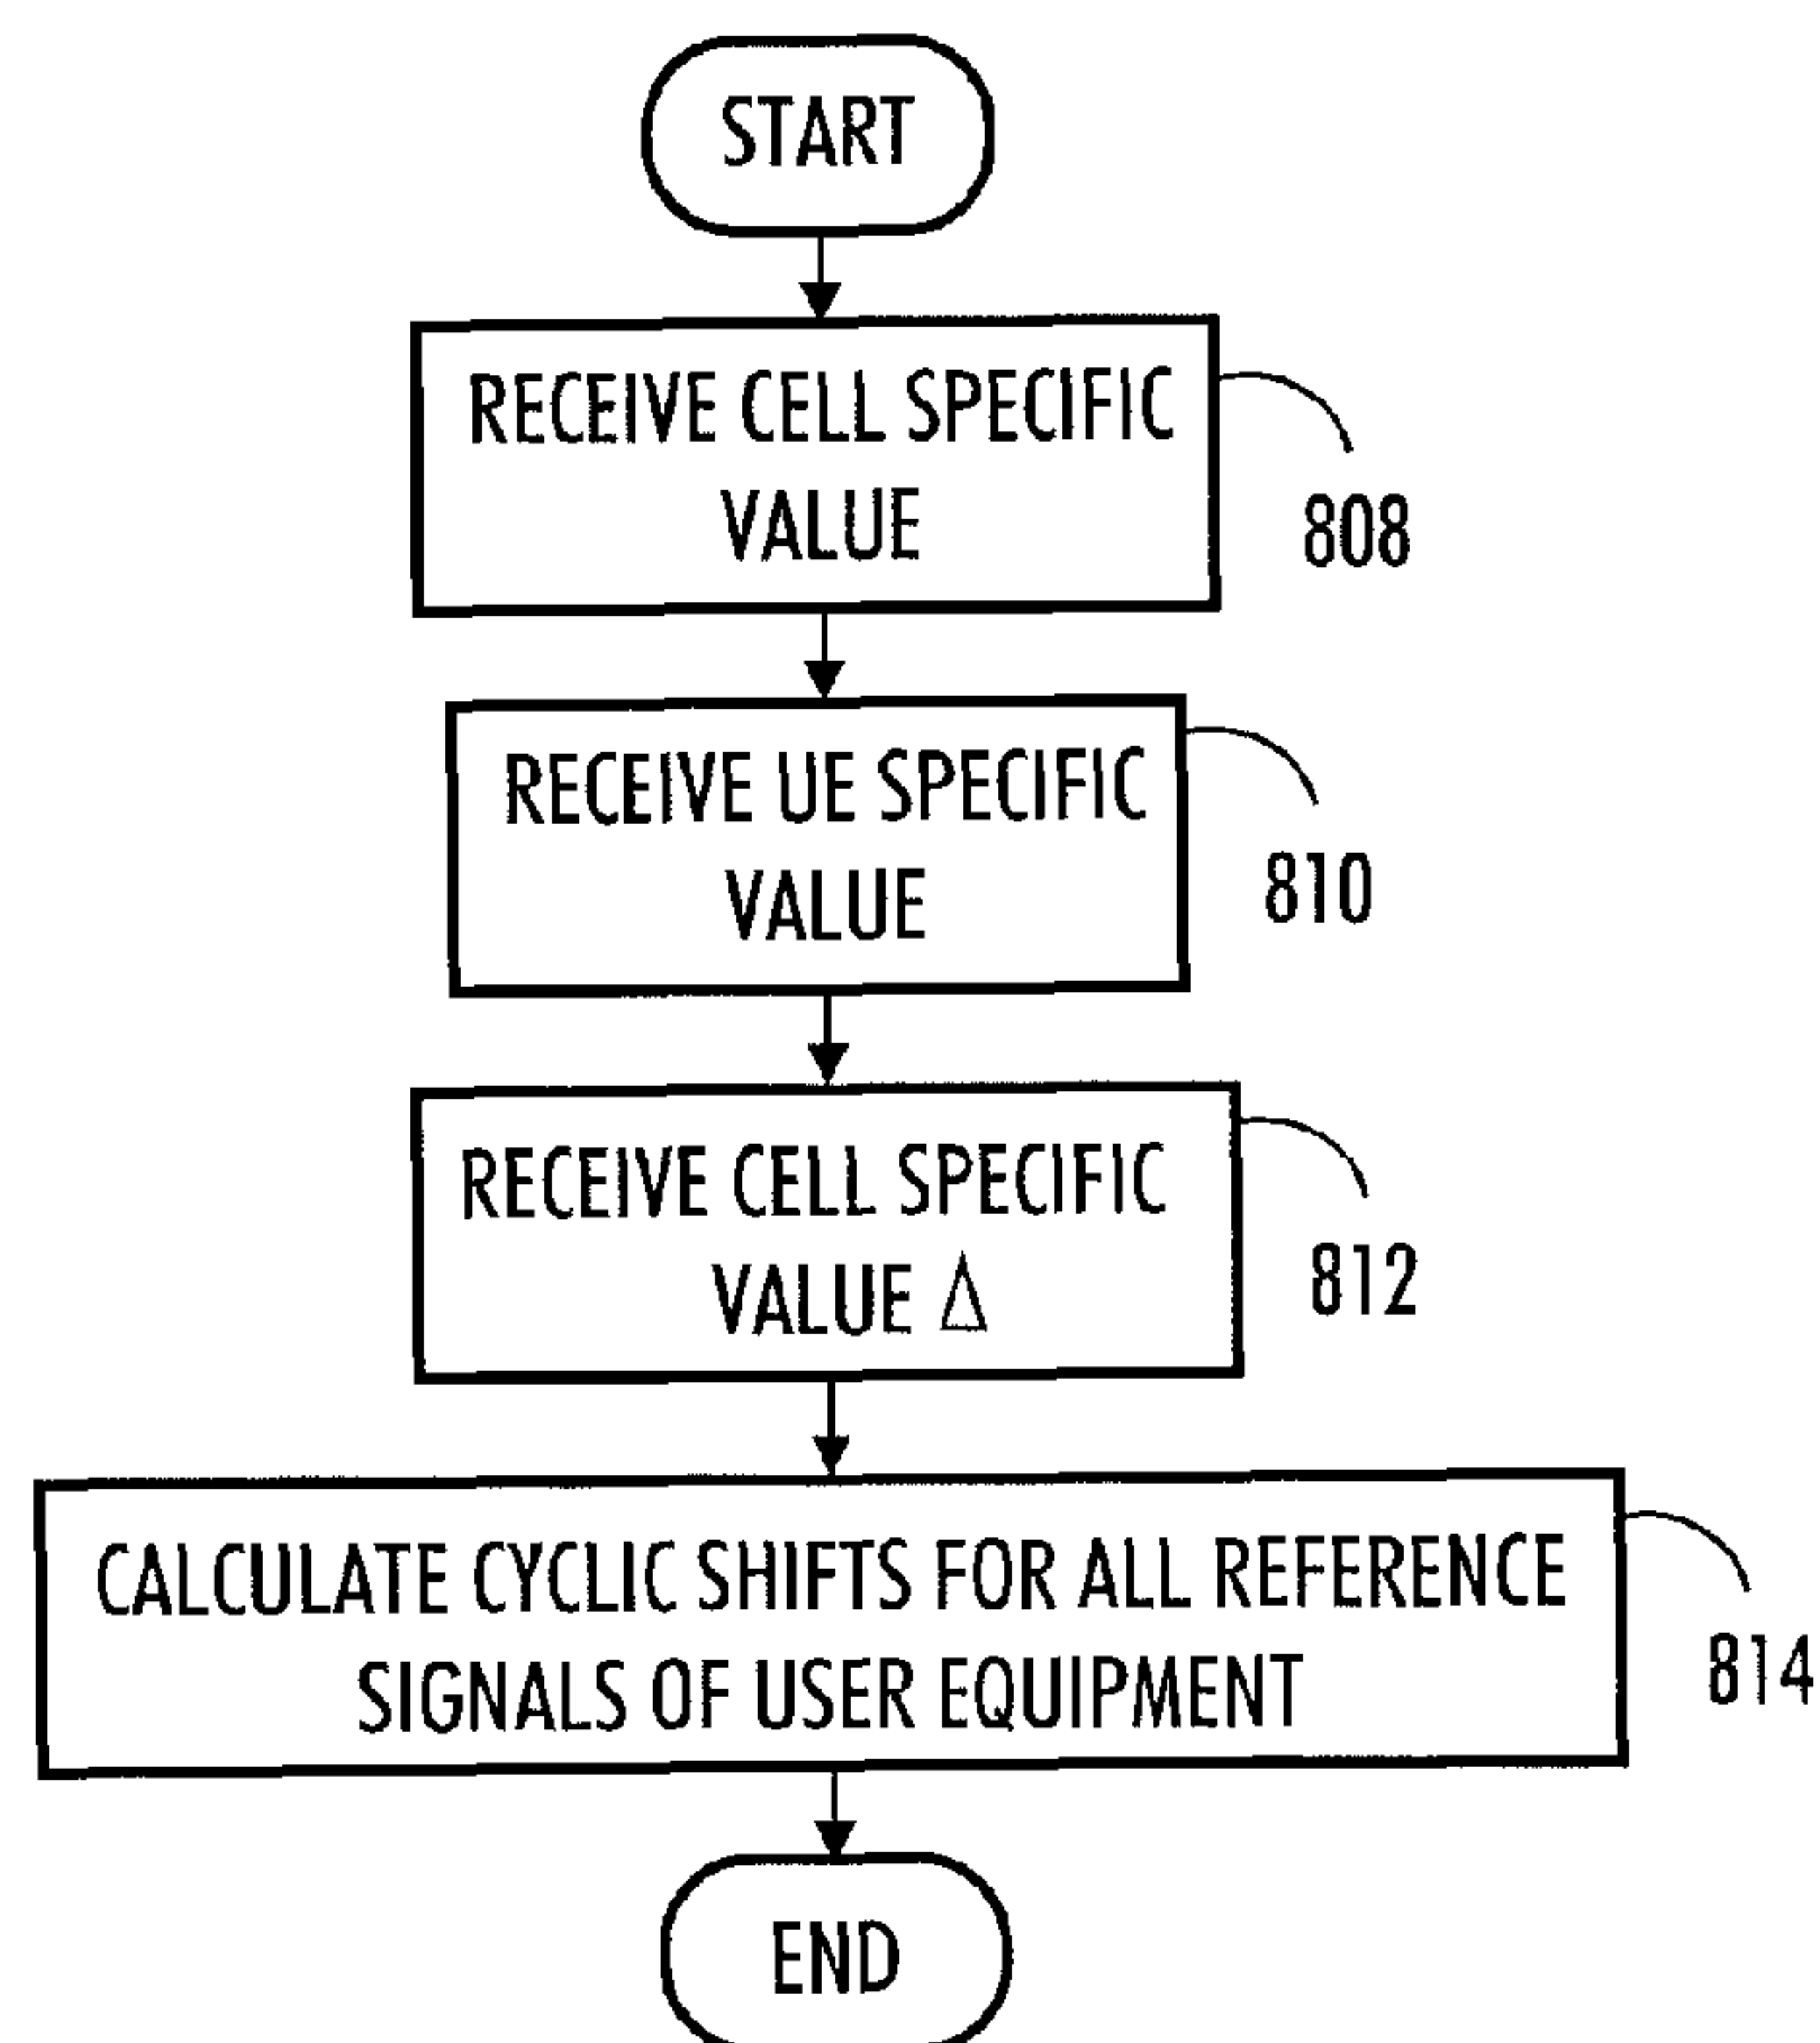 START
RECEIVE CELL SPECIFIC
VALUE
808
RECEIVE UE SPECIFIC
VALUE
810
RECEIVE CELL SPECIFIC
VALUE Δ
812
CALCULATE CYCLIC SHIFTS FOR ALL REFERENCE
SIGNALS OF USER EQUIPMENT
814
END